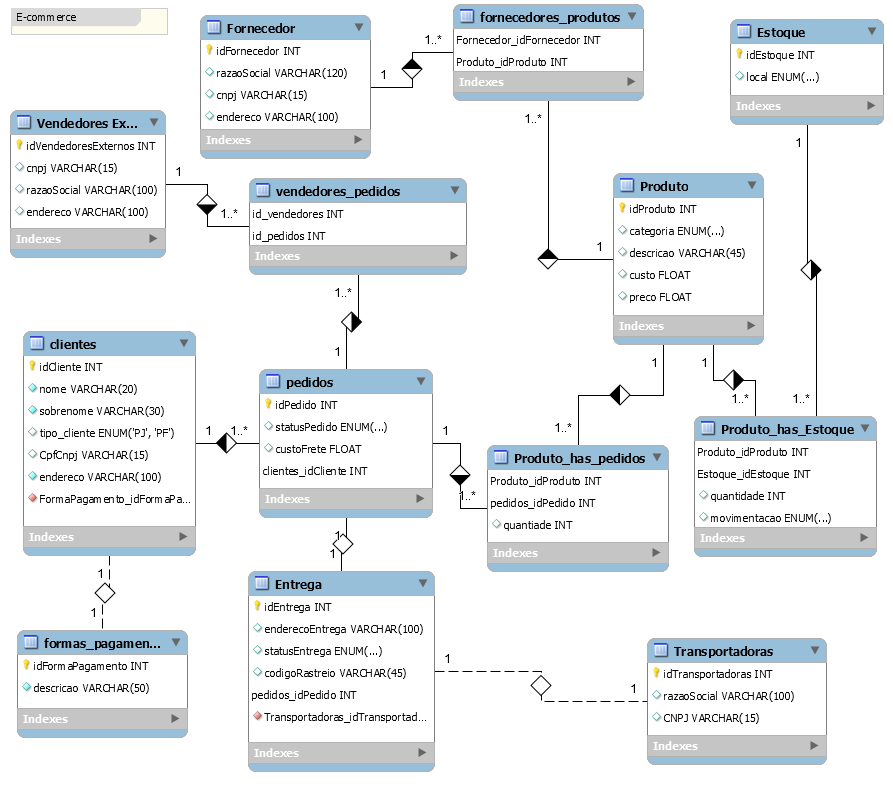 E-commerce
Fornecedor
idFornecedor INT
razaoSocial VARCHAR(120)
cnpj VARCHAR(15)
endereco VARCHAR(100)
Indexes
1
1..*
fornecedores_produtos
Fornecedor_idFornecedor INT
Produto_idProduto INT
Indexes
1..*
1
Estoque
idEstoque INT
local ENUM(...)
Indexes
1
1..*
Vendedores Ex...
idVendedoresExternos INT
cnpj VARCHAR(15)
razaoSocial VARCHAR(100)
endereco VARCHAR(100)
Indexes
1
1..*
vendedores_pedidos
id_vendedores INT
id_pedidos INT
Indexes
1..*
1
Produto
idProduto INT
categoria ENUM(...)
descricao VARCHAR(45)
custo FLOAT
preco FLOAT
Indexes
1
1..*
1
1..*
clientes
idCliente INT
nome VARCHAR(20)
sobrenome VARCHAR(30)
tipo_cliente ENUM('PJ', 'PF')
CpfCnpj VARCHAR(15)
endereco VARCHAR(100)
FormaPagamento_idFormaPa...
Indexes
1
1..*
1
1
pedidos
idPedido INT
statusPedido ENUM(...)
custoFrete FLOAT
clientes_idCliente INT
Indexes
1
1..*
1
1
Produto_has_pedidos
Produto_idProduto INT
pedidos_idPedido INT
quantiade INT
Indexes
Produto_has_Estoque
Produto_idProduto INT
Estoque_idEstoque INT
quantidade INT
movimentacao ENUM(...)
Indexes
formas_pagamen...
idFormaPagamento INT
descricao VARCHAR(50)
Indexes
Entrega
idEntrega INT
enderecoEntrega VARCHAR(100)
statusEntrega ENUM(...)
codigoRastreio VARCHAR(45)
pedidos_idPedido INT
Transportadoras_idTransportad...
Indexes
1
1
Transportadoras
idTransportadoras INT
razaoSocial VARCHAR(100)
CNPJ VARCHAR(15)
Indexes